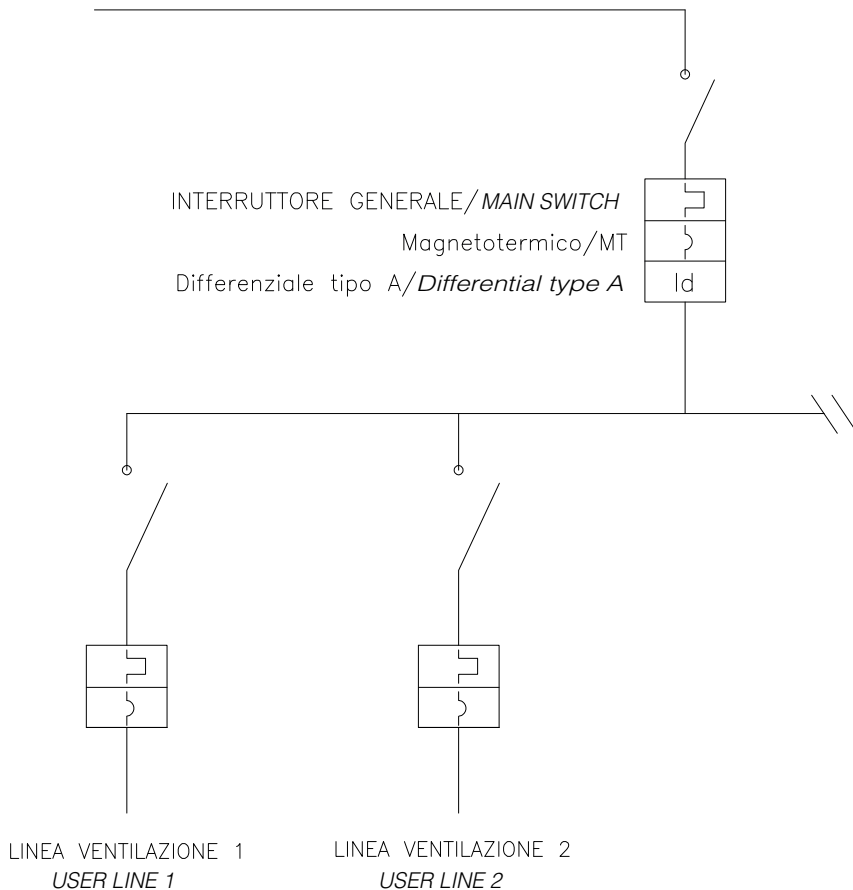 INTERRUTTORE GENERALE/MAIN SWITCH
Magnetotermico/MT
Differenziale tipo A/Differential type A
Id
LINEA VENTILAZIONE 1
USER LINE 1
LINEA VENTILAZIONE 2
USER LINE 2